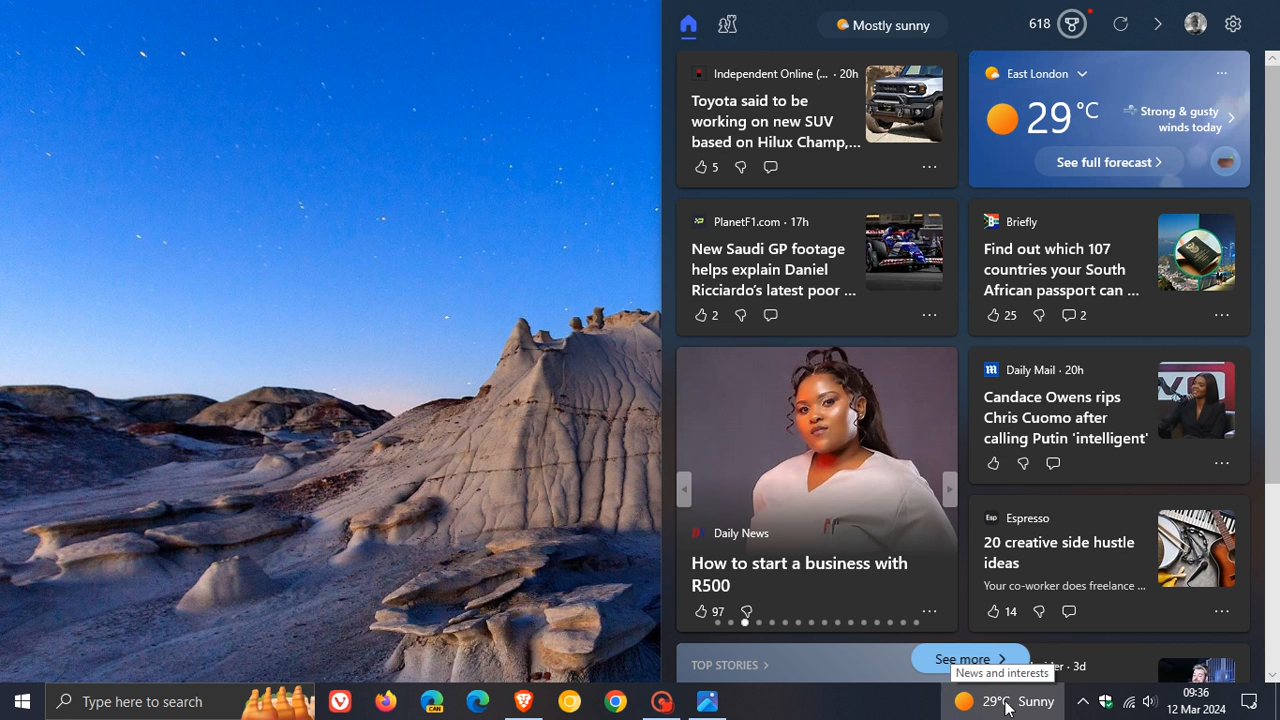 Mostly sunny
618
Independent Online (... · 20h
Toyota said to be
working on new SUV
based on Hilux Champ,...
5
East London
29 °C
Strong & gusty
winds today
See full forecast
PlanetF1.com · 17h
New Saudi GP footage
helps explain Daniel
Ricciardo's latest poor ...
2
Briefly
Find out which 107
countries your South
African passport can ...
25
2
Daily News
How to start a business with
R500
97
Daily Mail · 20h
Candace Owens rips
Chris Cuomo after
calling Putin 'intelligent'
Esp
Espresso
20 creative side hustle
ideas
Your co-worker does freelance ...
14
TOP STORIES
See more
· 3d
News and interests
Type here to search
CAN
29°C Sunny
09:36
12 Mar 2024